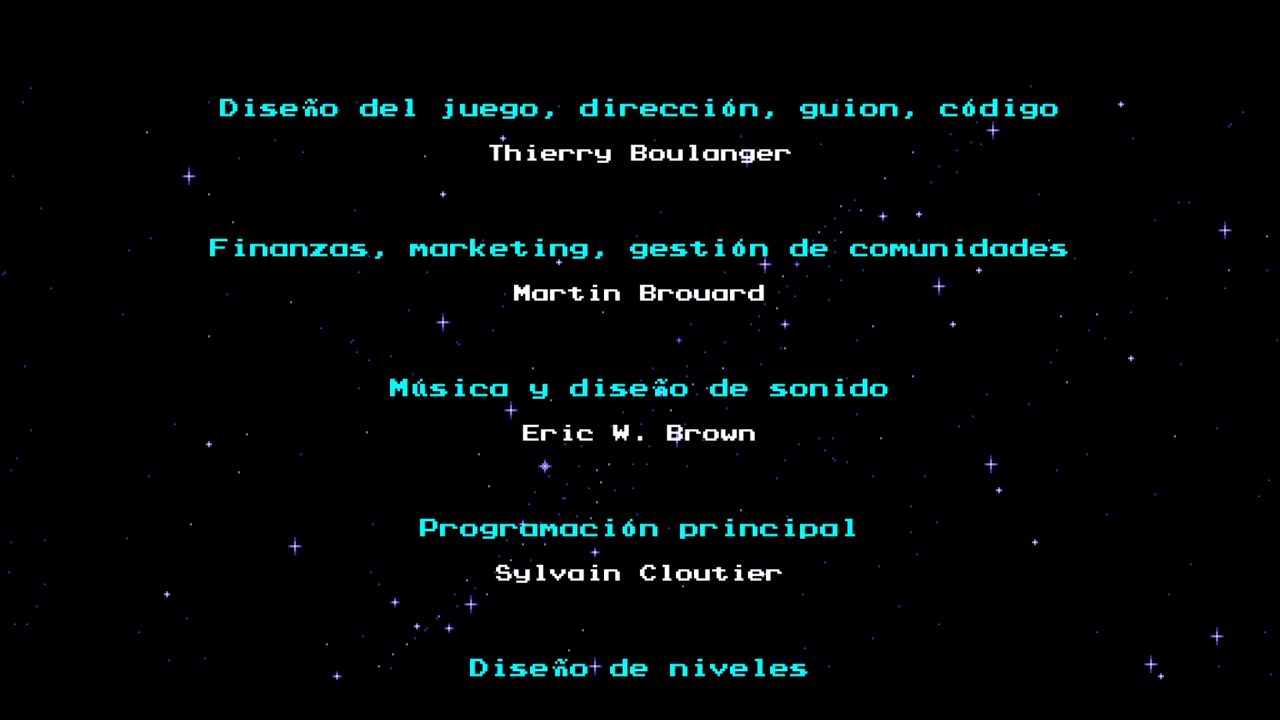 Diseño del juego, dirección, guion, código
Thierry Boulanger
Finanzas, marketing, gestión de comunidades
Martin Brouard
Música y diseño de sonido
Eric W. Brown
Programación principal
Sylvain Cloutier
Diseño de niveles